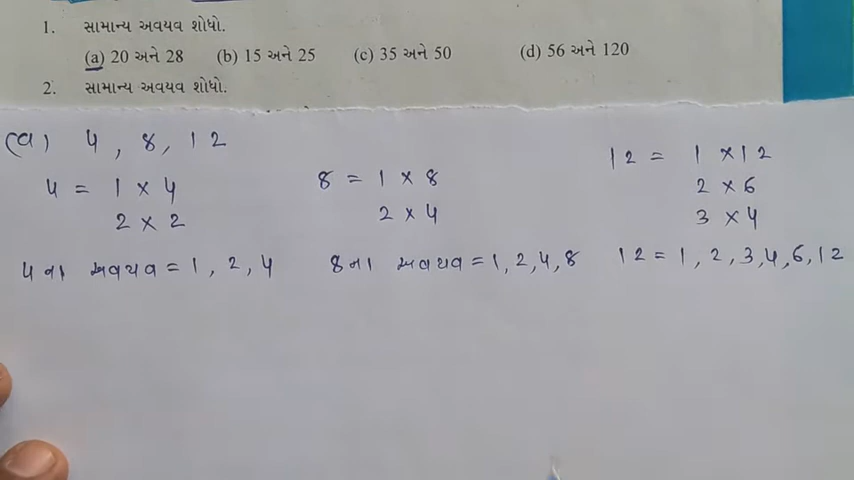 1. સામાન્ય અવયવ શોધો.
(a) 20 અને 28 (b) 15 અને 25 (c) 35 અને 50 (d) 56 અને 120
2. સામાન્ય અવયવ શોધો.
(a) 4, 8, 12
4 = 1 × 4
2 × 2
8 = 1 × 8
2 × 4
12 = 1 × 12
2 × 6
3 × 4
4 ના અવયવ = 1, 2, 4
8 ના અવયવ = 1, 2, 4, 8
12 = 1, 2, 3, 4, 6, 12